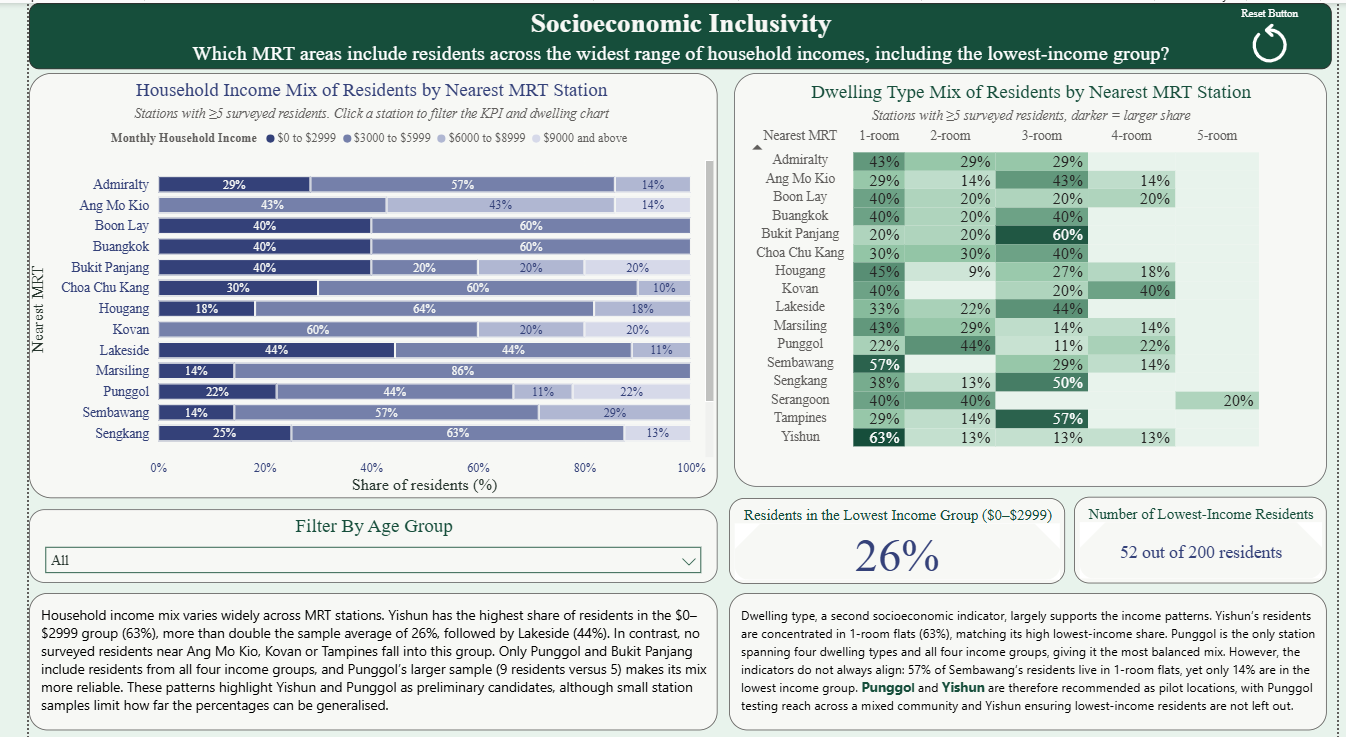 Socioeconomic Inclusivity
Reset Button
Which MRT areas include residents across the widest range of household incomes, including the lowest-income group?
Household Income Mix of Residents by Nearest MRT Station
Stations with ≥5 surveyed residents. Click a station to filter the KPI and dwelling chart
Monthly Household Income $0 to $2999 $3000 to $5999 $6000 to $8999 $9000 and above
Nearest MRT
Admiralty 29% 57% 14%
Ang Mo Kio 43% 43% 14%
Boon Lay 40% 60%
Buangkok 40% 60%
Bukit Panjang 40% 20% 20% 20%
Choa Chu Kang 30% 60% 10%
Hougang 18% 64% 18%
Kovan 60% 20% 20%
Lakeside 44% 44% 11%
Marsiling 14% 86%
Punggol 22% 44% 11% 22%
Sembawang 14% 57% 29%
Sengkang 25% 63% 13%
0% 20% 40% 60% 80% 100%
Share of residents (%)
Dwelling Type Mix of Residents by Nearest MRT Station
Stations with ≥5 surveyed residents, darker = larger share
Nearest MRT 1-room 2-room 3-room 4-room 5-room
Admiralty 43% 29% 29%
Ang Mo Kio 29% 14% 43% 14%
Boon Lay 40% 20% 20% 20%
Buangkok 40% 20% 40%
Bukit Panjang 20% 20% 60%
Choa Chu Kang 30% 30% 40%
Hougang 45% 9% 27% 18%
Kovan 40% 20% 40%
Lakeside 33% 22% 44%
Marsiling 43% 29% 14% 14%
Punggol 22% 44% 11% 22%
Sembawang 57% 29% 14%
Sengkang 38% 13% 50%
Serangoon 40% 40% 20%
Tampines 29% 14% 57%
Yishun 63% 13% 13% 13%
Filter By Age Group
All
Residents in the Lowest Income Group ($0–$2999)
26%
Number of Lowest-Income Residents
52 out of 200 residents
Household income mix varies widely across MRT stations. Yishun has the highest share of residents in the $0–
$2999 group (63%), more than double the sample average of 26%, followed by Lakeside (44%). In contrast, no
surveyed residents near Ang Mo Kio, Kovan or Tampines fall into this group. Only Punggol and Bukit Panjang
include residents from all four income groups, and Punggol's larger sample (9 residents versus 5) makes its mix
more reliable. These patterns highlight Yishun and Punggol as preliminary candidates, although small station
samples limit how far the percentages can be generalised.
Dwelling type, a second socioeconomic indicator, largely supports the income patterns. Yishun's residents
are concentrated in 1-room flats (63%), matching its high lowest-income share. Punggol is the only station
spanning four dwelling types and all four income groups, giving it the most balanced mix. However, the
indicators do not always align: 57% of Sembawang's residents live in 1-room flats, yet only 14% are in the
lowest income group. Punggol and Yishun are therefore recommended as pilot locations, with Punggol
testing reach across a mixed community and Yishun ensuring lowest-income residents are not left out.